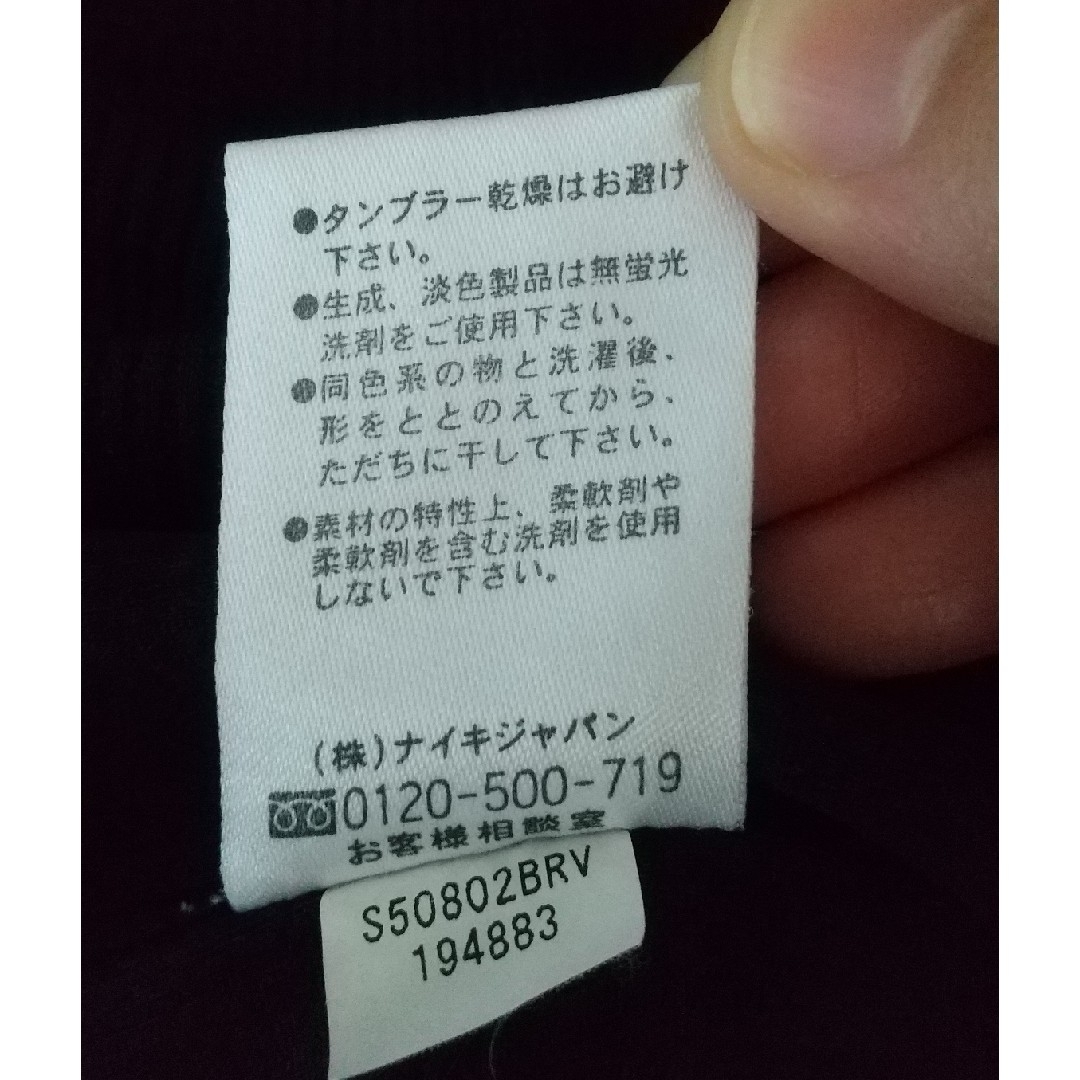 ●タンブラー乾燥はお避け
下さい。
●生成、淡色製品は無蛍光
洗剤をご使用下さい。
●同色系の物と洗濯後、
形をととのえてから、
ただちに干して下さい。
●素材の特性上、柔軟剤や
柔軟剤を含む洗剤を使用
しないで下さい。
(株)ナイキジャパン
0120-500-719
お客様相談室
S50802BRV
194883